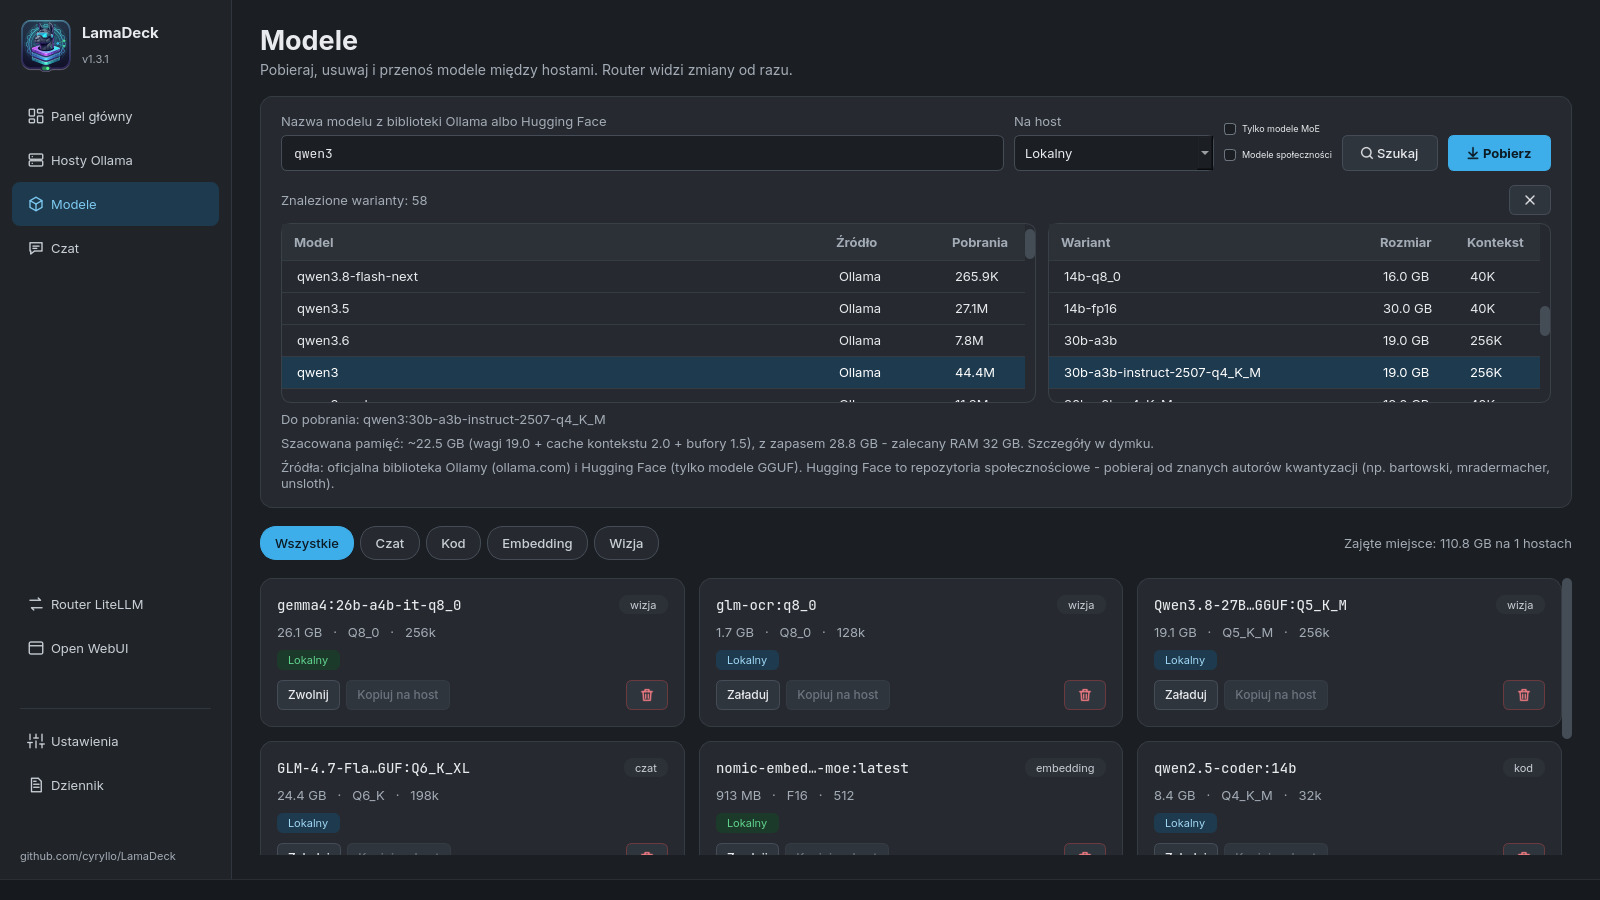 LamaDeck
v1.3.1
Panel główny
Hosty Ollama
Modele
Czat
Router LiteLLM
Open WebUI
Ustawienia
Dziennik
github.com/cyryllo/LamaDeck
Modele
Pobieraj, usuwaj i przenoś modele między hostami. Router widzi zmiany od razu.
Nazwa modelu z biblioteki Ollama albo Hugging Face
Na host
qwen3
Lokalny
Tylko modele MoE
Modele społeczności
Szukaj
Pobierz
Znalezione warianty: 58
Model Źródło Pobrania
qwen3.8-flash-next Ollama 265.9K
qwen3.5 Ollama 27.1M
qwen3.6 Ollama 7.8M
qwen3 Ollama 44.4M
Wariant Rozmiar Kontekst
14b-q8_0 16.0 GB 40K
14b-fp16 30.0 GB 40K
30b-a3b 19.0 GB 256K
30b-a3b-instruct-2507-q4_K_M 19.0 GB 256K
Do pobrania: qwen3:30b-a3b-instruct-2507-q4_K_M
Szacowana pamięć: ~22.5 GB (wagi 19.0 + cache kontekstu 2.0 + bufory 1.5), z zapasem 28.8 GB - zalecany RAM 32 GB. Szczegóły w dymku.
Źródła: oficjalna biblioteka Ollamy (ollama.com) i Hugging Face (tylko modele GGUF). Hugging Face to repozytoria społecznościowe - pobieraj od znanych autorów kwantyzacji (np. bartowski, mradermacher,
unsloth).
Wszystkie Czat Kod Embedding Wizja
Zajęte miejsce: 110.8 GB na 1 hostach
gemma4:26b-a4b-it-q8_0 wizja
26.1 GB · Q8_0 · 256k
Lokalny
Zwolnij Kopiuj na host
glm-ocr:q8_0 wizja
1.7 GB · Q8_0 · 128k
Lokalny
Załaduj Kopiuj na host
Qwen3.8-27B…GGUF:Q5_K_M wizja
19.1 GB · Q5_K_M · 256k
Lokalny
Załaduj Kopiuj na host
GLM-4.7-Fla…GUF:Q6_K_XL czat
24.4 GB · Q6_K · 198k
Lokalny
nomic-embed…-moe:latest embedding
913 MB · F16 · 512
Lokalny
qwen2.5-coder:14b kod
8.4 GB · Q4_K_M · 32k
Lokalny